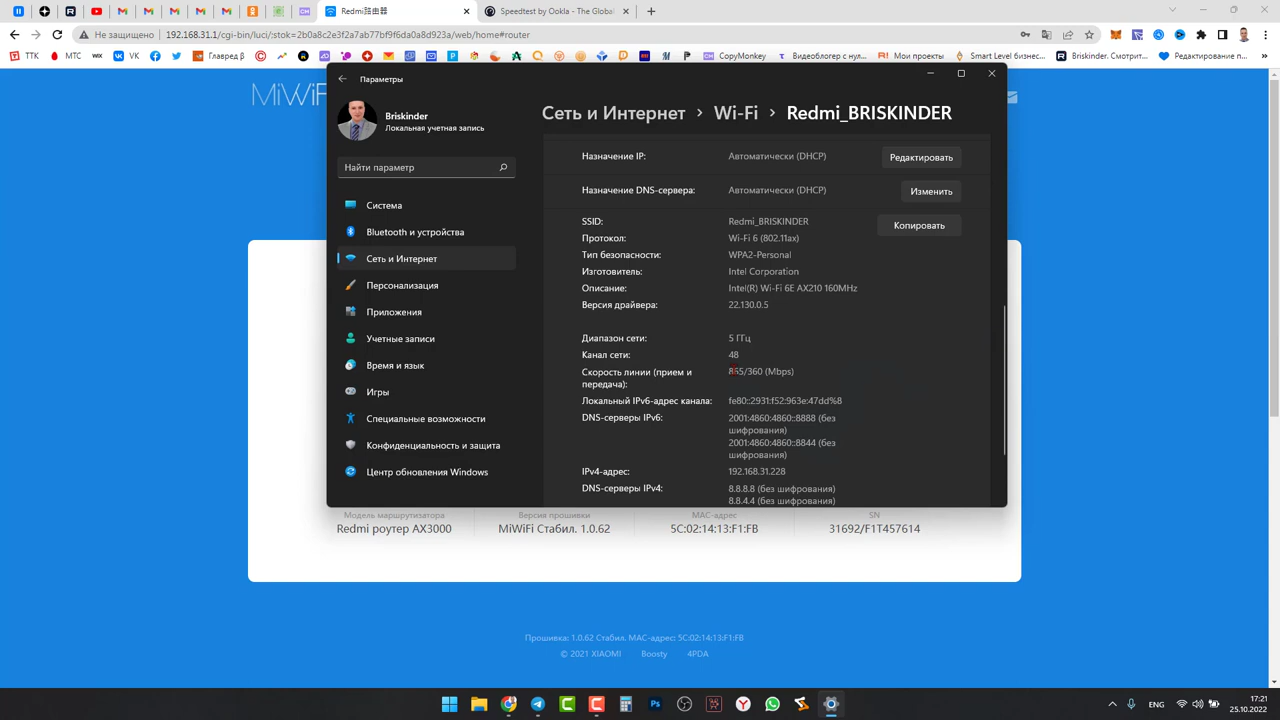 Redmi路由器
Speedtest by Ookla - The Global
Не защищено
192.168.31.1/cgi-bin/luci/;stok=2b0a8c2e3f2a7ab77bf9f6da0a8d923a/web/home#router
ТТК
МТС
VK
Главред
CopyMonkey
Видеоблогер с нул...
Мои проекты
Smart Level бизнес...
Briskinder. Смотрит...
Редактирование п...
MiWiF
Параметры
Briskinder
Локальная учетная запись
Найти параметр
Система
Bluetooth и устройства
Сеть и Интернет
Персонализация
Приложения
Учетные записи
Время и язык
Игры
Специальные возможности
Конфиденциальность и защита
Центр обновления Windows
Сеть и Интернет > Wi-Fi > Redmi_BRISKINDER
Назначение IP: Автоматически (DHCP) Редактировать
Назначение DNS-сервера: Автоматически (DHCP) Изменить
SSID: Redmi_BRISKINDER Копировать
Протокол: Wi-Fi 6 (802.11ax)
Тип безопасности: WPA2-Personal
Изготовитель: Intel Corporation
Описание: Intel(R) Wi-Fi 6E AX210 160MHz
Версия драйвера: 22.130.0.5
Диапазон сети: 5 ГГц
Канал сети: 48
Скорость линии (прием и 865/360 (Mbps)
передача):
Локальный IPv6-адрес канала: fe80::2931:f52:963e:47dd%8
DNS-серверы IPv6: 2001:4860:4860::8888 (без
шифрования)
2001:4860:4860::8844 (без
шифрования)
IPv4-адрес: 192.168.31.228
DNS-серверы IPv4: 8.8.8.8 (без шифрования)
8.8.4.4 (без шифрования)
Модель маршрутизатора Версия прошивки MAC-адрес SN
Redmi роутер AX3000 MiWiFi Стабил. 1.0.62 5C:02:14:13:F1:FB 31692/F1T457614
Прошивка: 1.0.62 Стабил. MAC-адрес: 5C:02:14:13:F1:FB
© 2021 XIAOMI Boosty 4PDA
ENG
17:21
25.10.2022